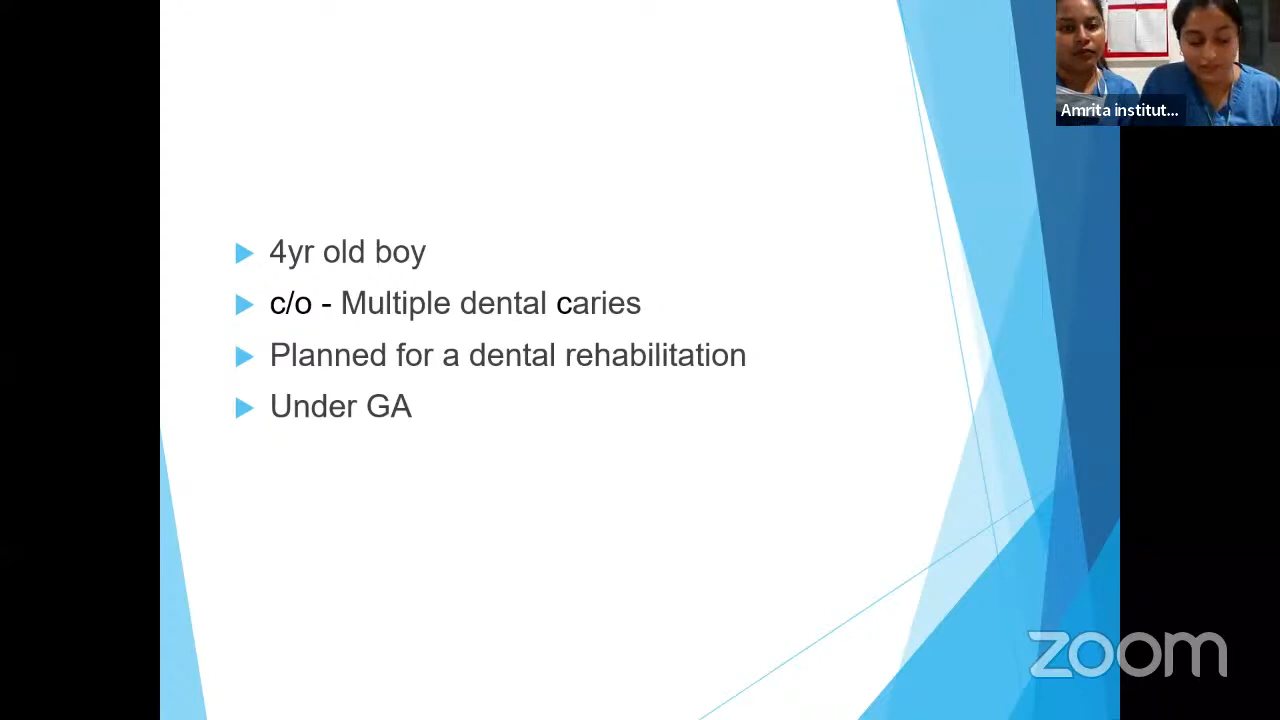 Amrita institut...
4yr old boy
c/o - Multiple dental caries
Planned for a dental rehabilitation
Under GA
zoom